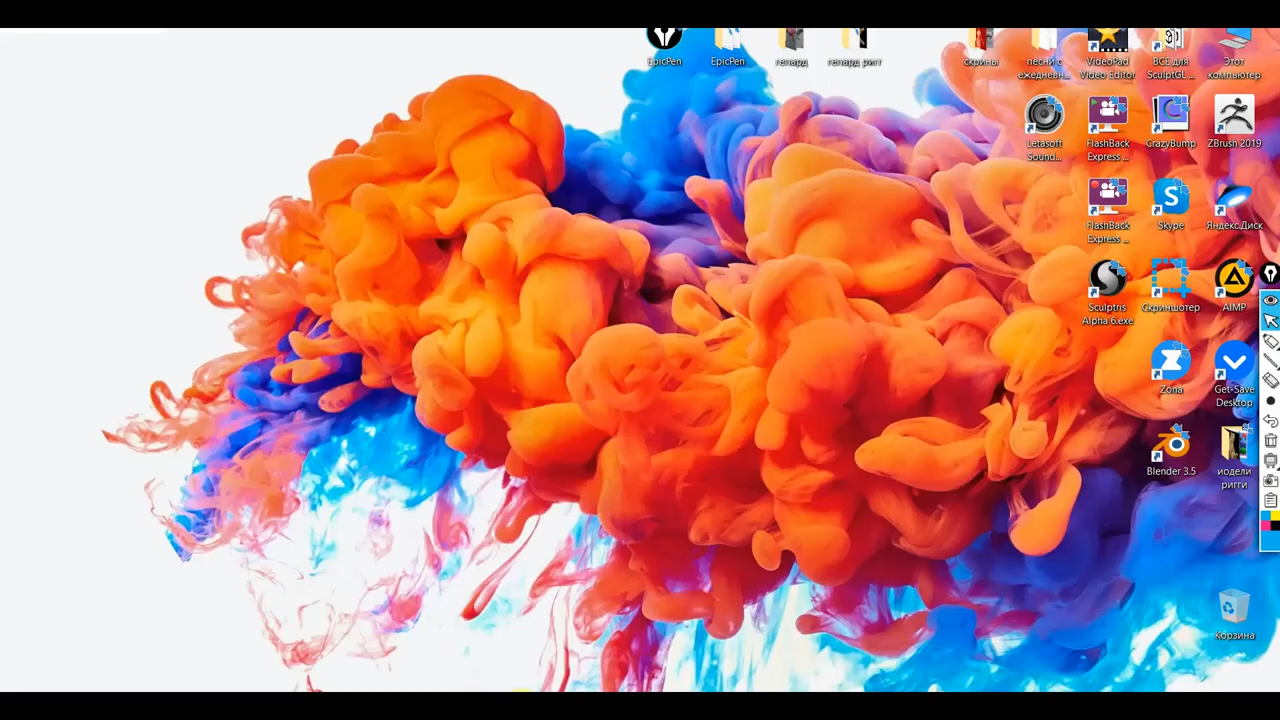 EpicPen
EpicPen
гепард
гепард ригг
скрины
песни с
ежедневн...
VideoPad
Video Editor
ВСЕ для
SculptGL ...
Этот
компьютер
Letasoft
Sound...
FlashBack
Express ...
CrazyBump
ZBrush 2019
FlashBack
Express ...
Skype
Яндекс.Диск
Sculptris
Alpha 6.exe
Скриншотер
AIMP
Zona
Get-Save
Desktop
Blender 3.5
иодели
ригги
Корзина